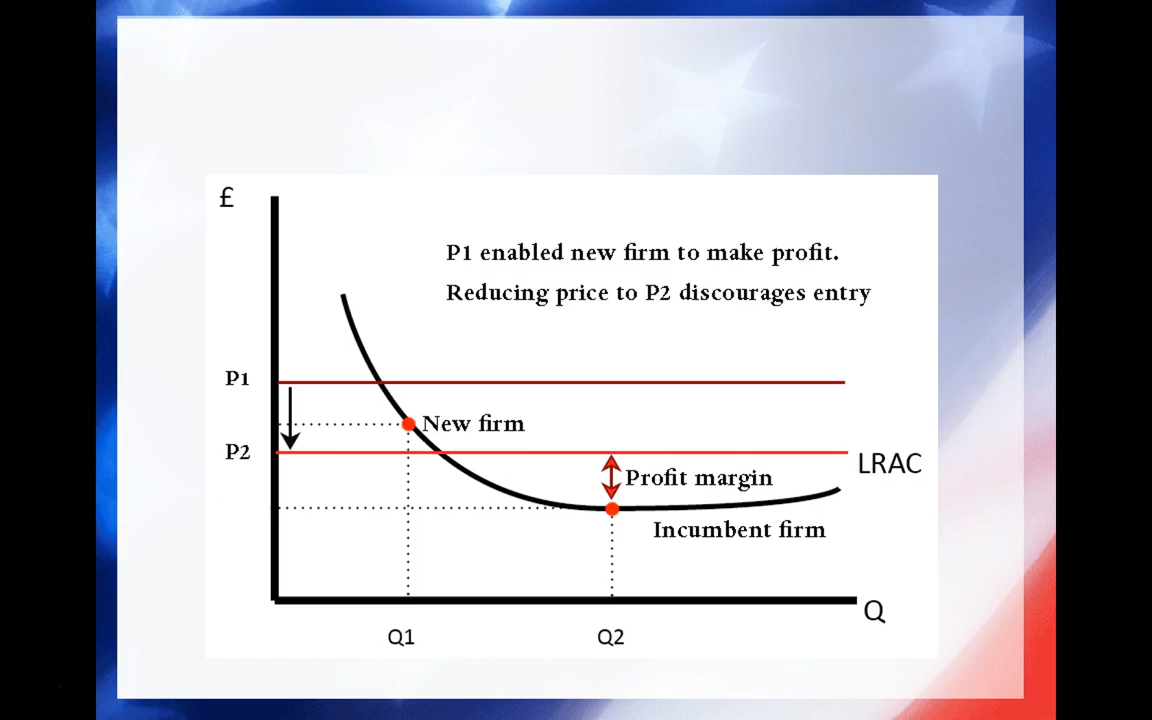 £
P1 enabled new firm to make profit.
Reducing price to P2 discourages entry
P1
New firm
P2
LRAC
Profit margin
Incumbent firm
Q
Q1
Q2